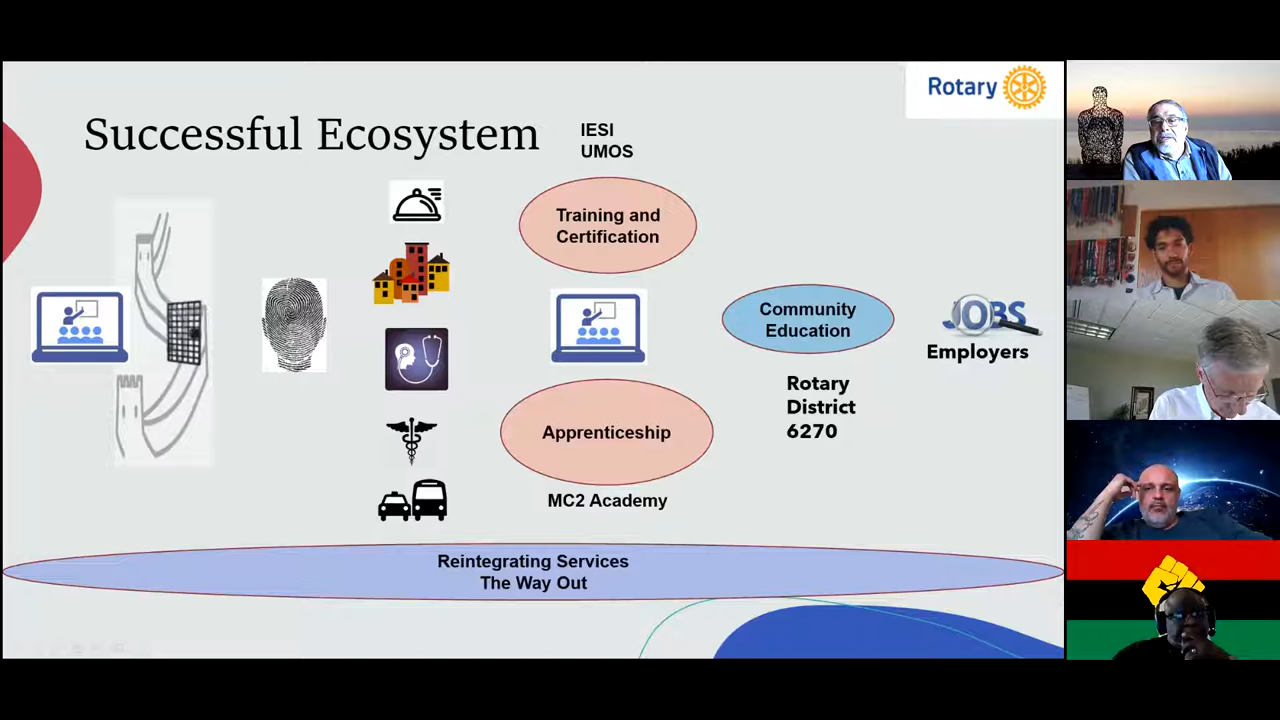 Rotary
Successful Ecosystem
IESI
UMOS
Training and
Certification
Community
Education
JOBS
Employers
Rotary
District
6270
Apprenticeship
MC2 Academy
Reintegrating Services
The Way Out